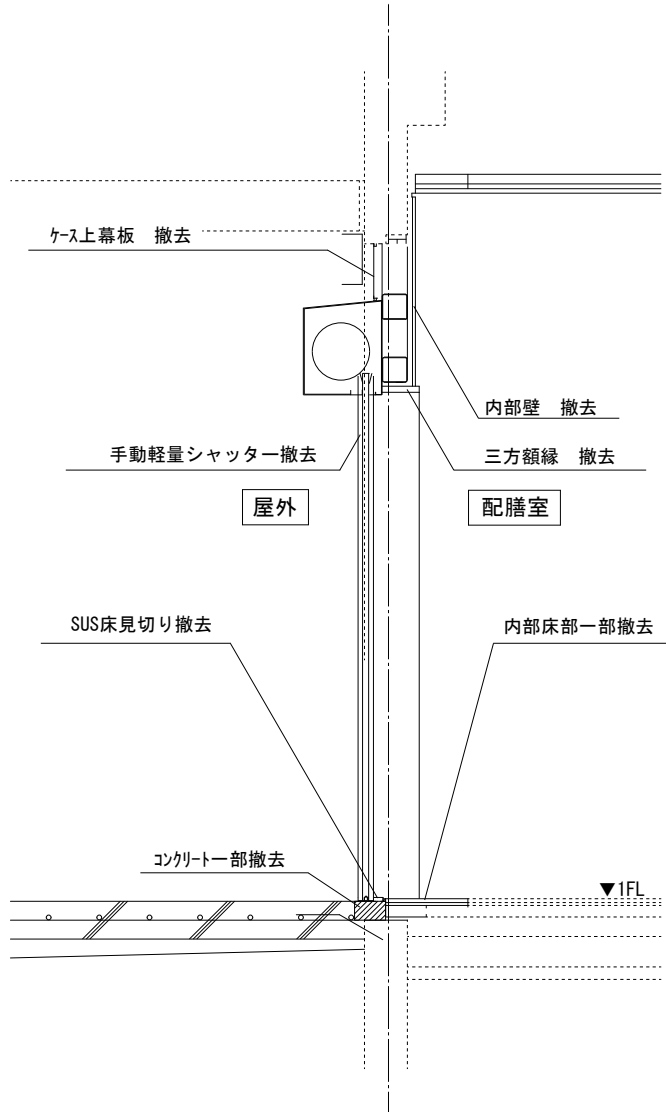 ｹｰｽ上幕板　撤去
内部壁　撤去
手動軽量シャッター撤去
三方額縁　撤去
屋外
配膳室
SUS床見切り撤去
内部床部一部撤去
ｺﾝｸﾘｰﾄ一部撤去
▼1FL